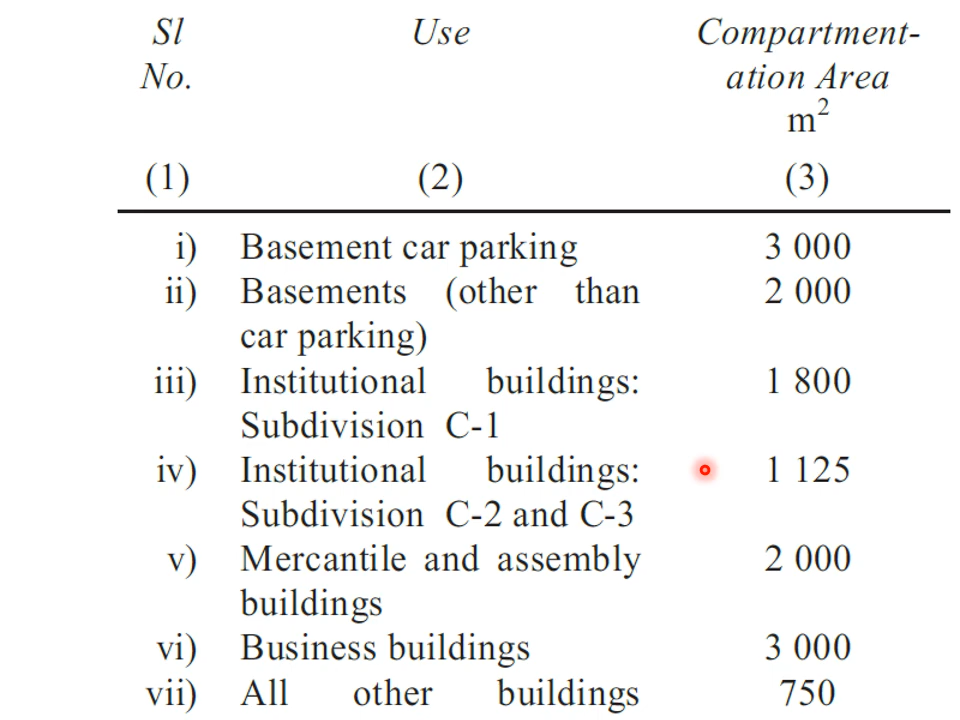 Sl Use Compartment-
No. ation Area
m²
(1) (2) (3)
i) Basement car parking 3 000
ii) Basements (other than 2 000
car parking)
iii) Institutional buildings: 1 800
Subdivision C-1
iv) Institutional buildings: 1 125
Subdivision C-2 and C-3
v) Mercantile and assembly 2 000
buildings
vi) Business buildings 3 000
vii) All other buildings 750